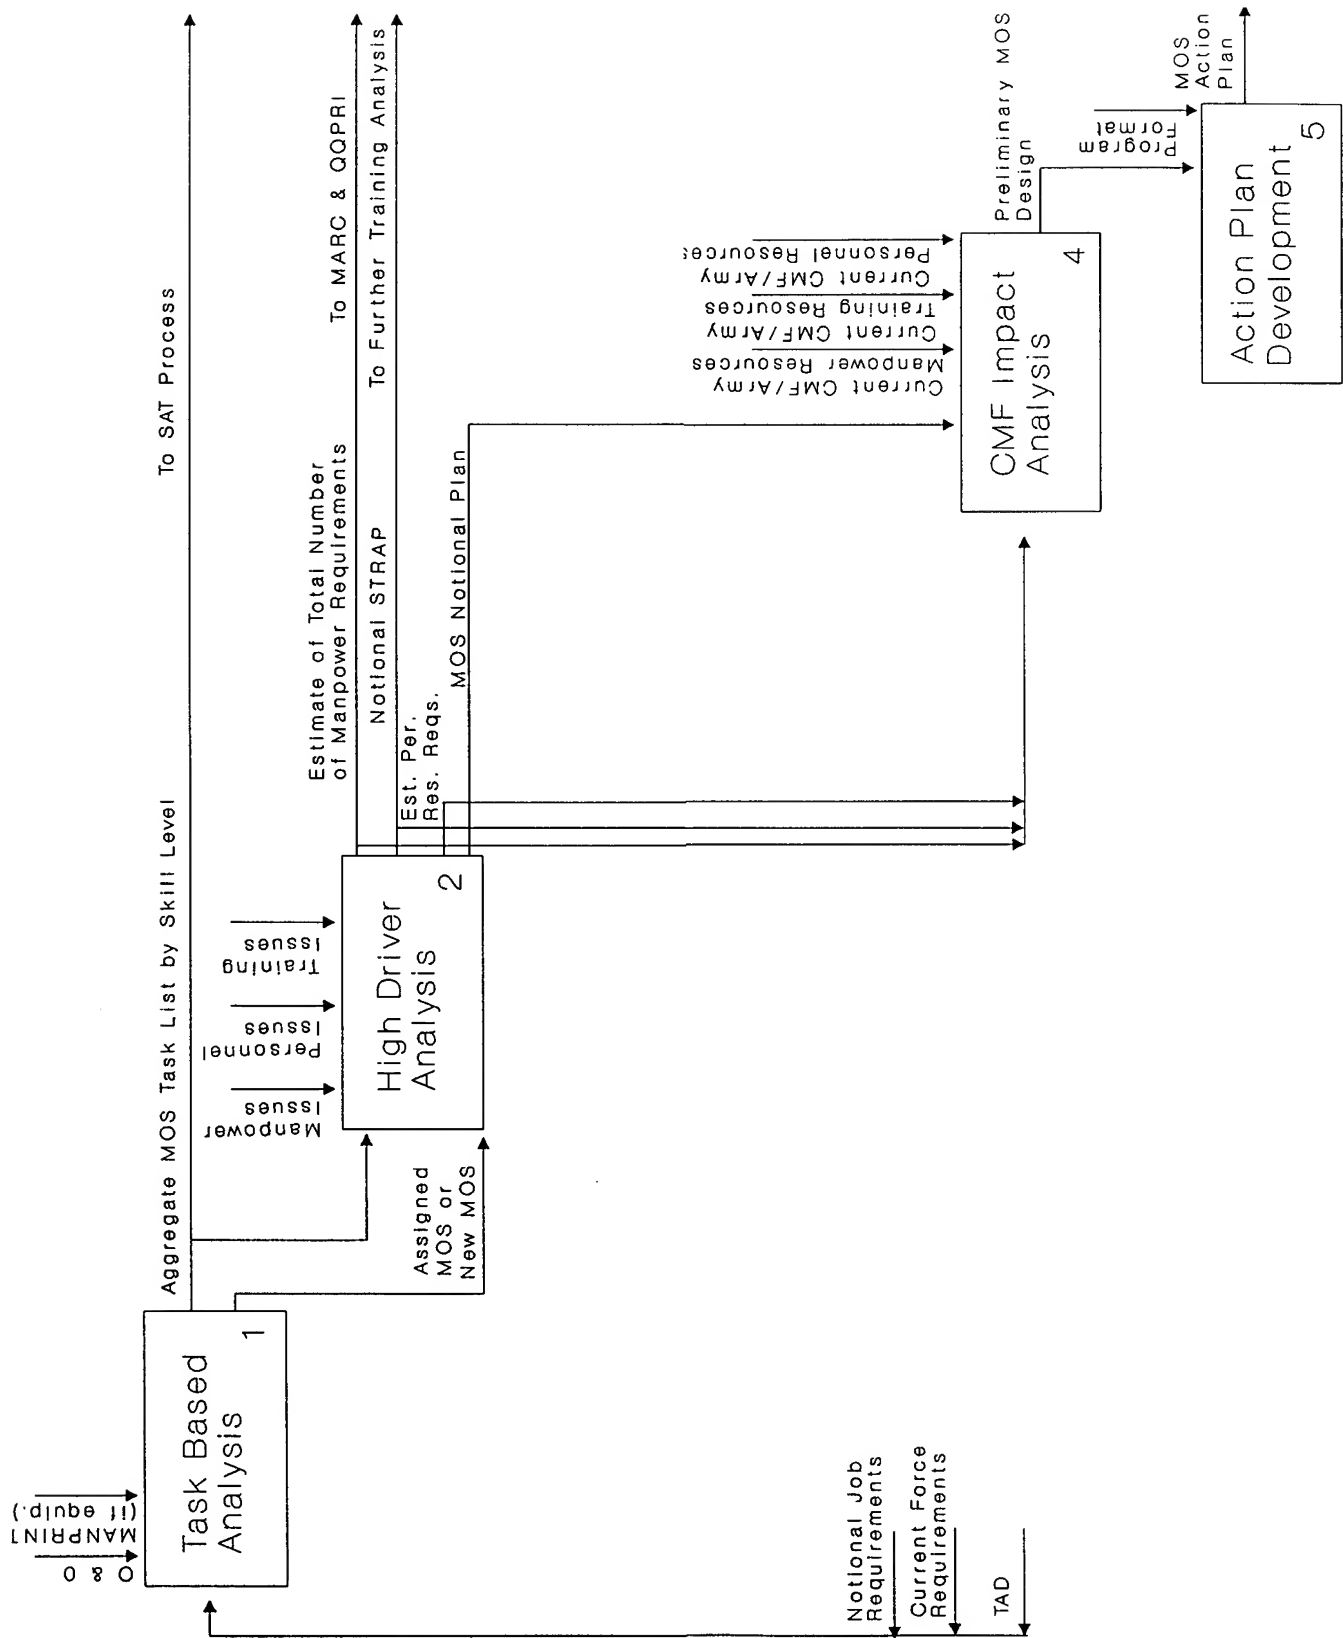 O & O
MANPRINT
(if equip.)
Task Based
Analysis
1
Notional Job
Requirements
Current Force
Requirements
TAD
Aggregate MOS Task List by Skill Level
To SAT Process
Assigned
MOS or
New MOS
Manpower
Issues
Personnel
Issues
Training
Issues
High Driver
Analysis
2
Estimate of Total Number
of Manpower Requirements
To MARC & QQPRI
Notional STRAP
To Further Training Analysis
Est. Per.
Res. Reqs.
MOS Notional Plan
Current CMF/Army
Manpower Resources
Current CMF/Army
Training Resources
Current CMF/Army
Personnel Resources
CMF Impact
Analysis
4
Preliminary MOS
Design
Program
Format
Action Plan
Development
5
MOS
Action
Plan